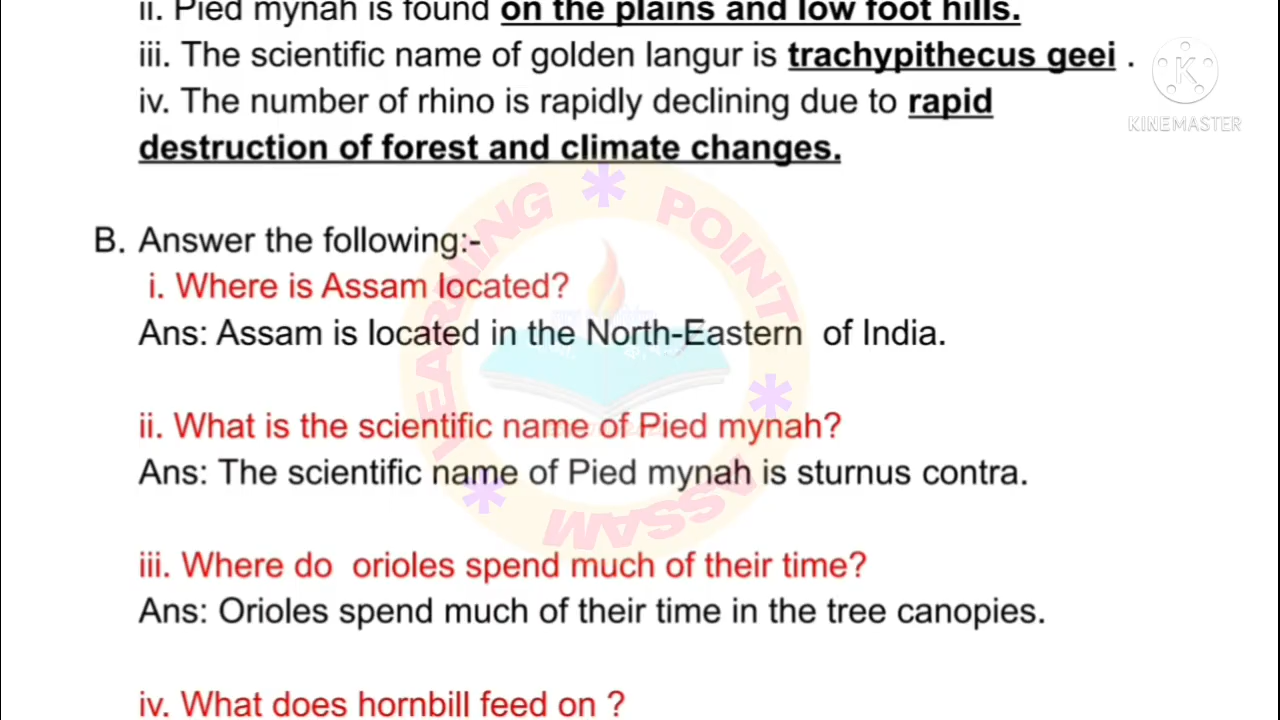 ii. Pied mynah is found on the plains and low foot hills.
iii. The scientific name of golden langur is trachypithecus geei .
iv. The number of rhino is rapidly declining due to rapid
destruction of forest and climate changes.
KINEMASTER
B. Answer the following:-
i. Where is Assam located?
Ans: Assam is located in the North-Eastern  of India.
ii. What is the scientific name of Pied mynah?
Ans: The scientific name of Pied mynah is sturnus contra.
iii. Where do  orioles spend much of their time?
Ans: Orioles spend much of their time in the tree canopies.
iv. What does hornbill feed on ?
LEARNING * POINT * ASSAM *